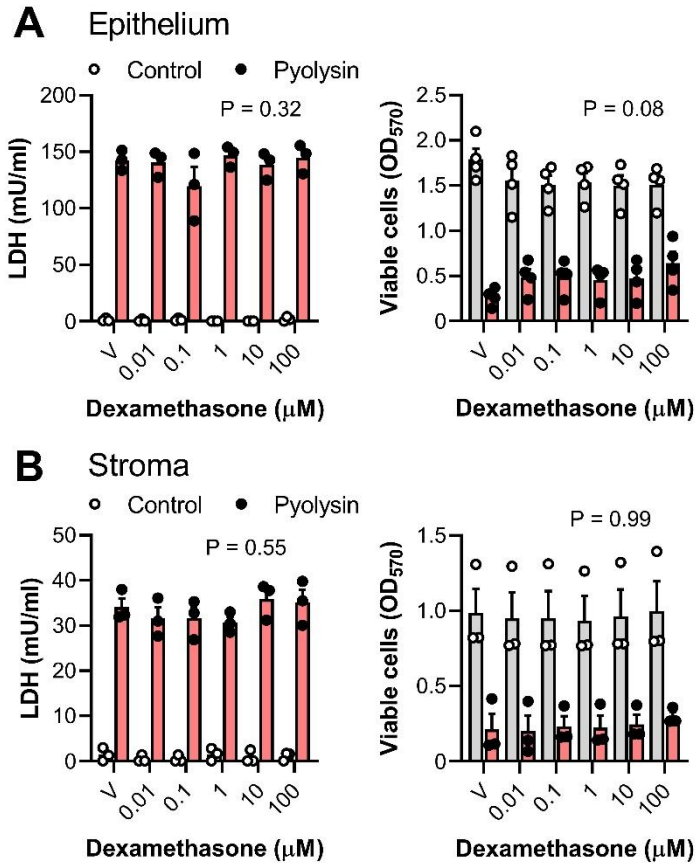 A Epithelium
Control Pyolysin
P = 0.32
LDH (mU/ml)
200
150
100
50
0
V 0.01 0.1 1 10 100
Dexamethasone (μM)
P = 0.08
Viable cells (OD570)
2.5
2.0
1.5
1.0
0.5
0.0
V 0.01 0.1 1 10 100
Dexamethasone (μM)
B Stroma
Control Pyolysin
P = 0.55
LDH (mU/ml)
50
40
30
20
10
0
V 0.01 0.1 1 10 100
Dexamethasone (μM)
P = 0.99
Viable cells (OD570)
1.5
1.0
0.5
0.0
V 0.01 0.1 1 10 100
Dexamethasone (μM)